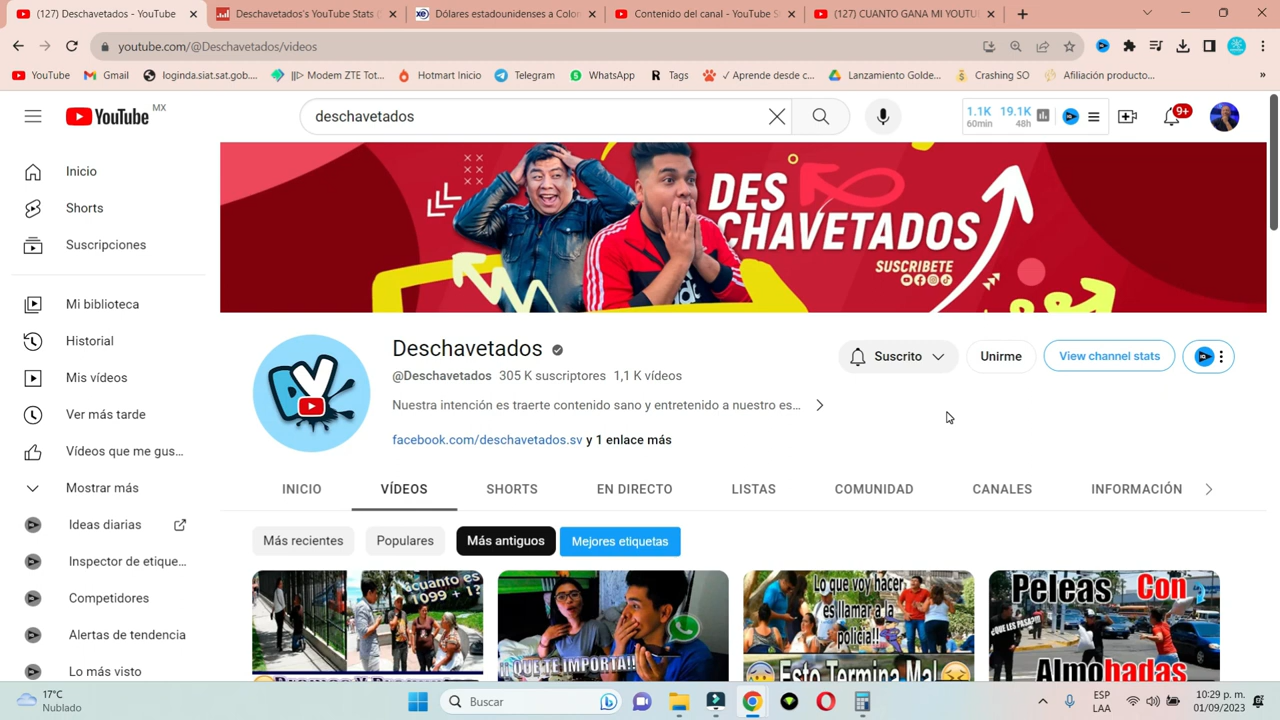 (127) Deschavetados - YouTube
Deschavetados's YouTube Stats (
Dólares estadounidenses a Colon
Contenido del canal - YouTube S
(127) CUANTO GANA MI YOUTU
youtube.com/@Deschavetados/videos
YouTube
Gmail
loginda.siat.sat.gob....
||▷ Modem ZTE Tot...
Hotmart Inicio
Telegram
WhatsApp
Tags
✓ Aprende desde c...
Lanzamiento Golde...
Crashing SO
Afiliación producto...
»
YouTube MX
deschavetados
1.1K 19.1K
60min 48h
9+
Inicio
Shorts
Suscripciones
Mi biblioteca
Historial
Mis vídeos
Ver más tarde
Vídeos que me gus...
Mostrar más
Ideas diarias
Inspector de etique...
Competidores
Alertas de tendencia
Lo más visto
DES
CHAVETADOS
SUSCRIBETE
DV
Deschavetados
@Deschavetados 305 K suscriptores 1,1 K vídeos
Nuestra intención es traerte contenido sano y entretenido a nuestro es...
facebook.com/deschavetados.sv y 1 enlace más
Suscrito
Unirme
View channel stats
INICIO
VÍDEOS
SHORTS
EN DIRECTO
LISTAS
COMUNIDAD
CANALES
INFORMACIÓN
Más recientes
Populares
Más antiguos
Mejores etiquetas
¿cuanto es
1099 + 1?
¡¡QUE TE IMPORTA!!
Lo que voy hacer
es llamar a la
policia!!
Esto Termina Mal
Peleas Con
¿QUE LES PASA??
Almohadas
17°C
Nublado
Buscar
ESP
LAA
10:29 p. m.
01/09/2023